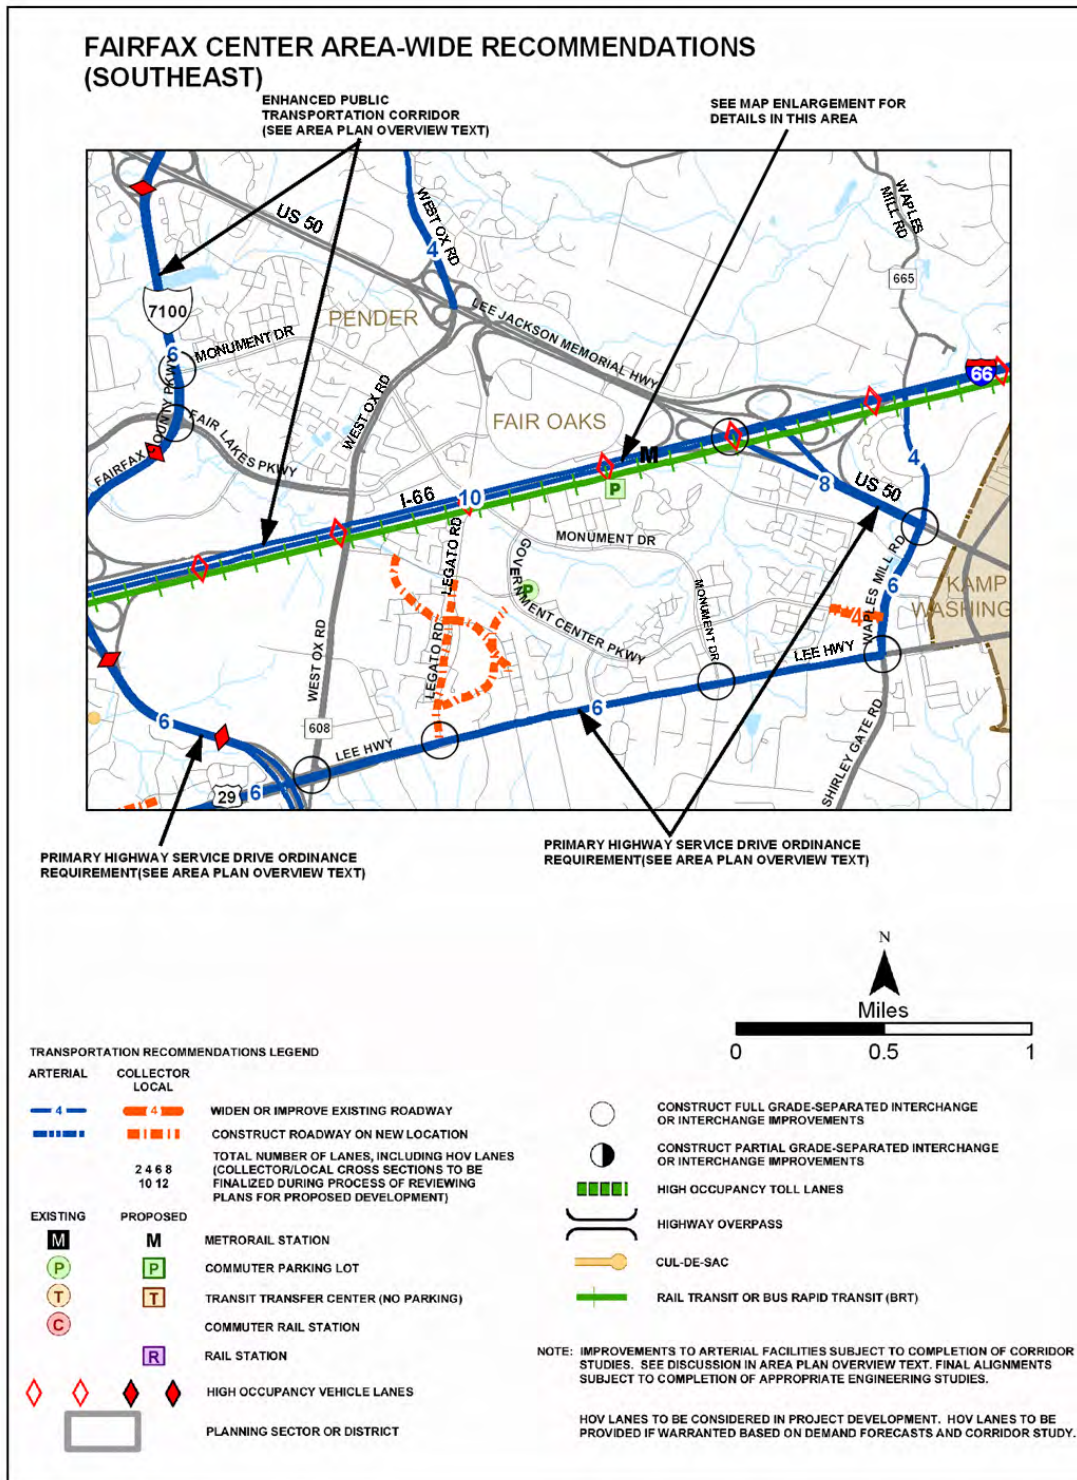 FAIRFAX CENTER AREA-WIDE RECOMMENDATIONS
(SOUTHEAST)
ENHANCED PUBLIC
TRANSPORTATION CORRIDOR
(SEE AREA PLAN OVERVIEW TEXT)
SEE MAP ENLARGEMENT FOR
DETAILS IN THIS AREA
US 50
WEST OX RD
4
WAPLES
MILL RD
665
7100
PENDER
LEE JACKSON MEMORIAL HWY
6
MONUMENT DR
66
FAIRFAX COUNTY PKWY
FAIR LAKES PKWY
WEST OX RD
FAIR OAKS
M
4
I-66
10
P
8
US 50
LEGATO RD
MONUMENT DR
GOVERNMENT CENTER PKWY
P
WAPLES MILL RD
6
KAMP
WASHING
4
WEST OX RD
LEGATO RD
MONUMENT DR
LEE HWY
6
608
LEE HWY
6
SHIRLEY GATE RD
29
6
PRIMARY HIGHWAY SERVICE DRIVE ORDINANCE
REQUIREMENT(SEE AREA PLAN OVERVIEW TEXT)
PRIMARY HIGHWAY SERVICE DRIVE ORDINANCE
REQUIREMENT(SEE AREA PLAN OVERVIEW TEXT)
N
Miles
0 0.5 1
TRANSPORTATION RECOMMENDATIONS LEGEND
ARTERIAL COLLECTOR
LOCAL
4 4 WIDEN OR IMPROVE EXISTING ROADWAY
CONSTRUCT ROADWAY ON NEW LOCATION
TOTAL NUMBER OF LANES, INCLUDING HOV LANES
2 4 6 8 (COLLECTOR/LOCAL CROSS SECTIONS TO BE
10 12 FINALIZED DURING PROCESS OF REVIEWING
PLANS FOR PROPOSED DEVELOPMENT)
EXISTING PROPOSED
M M METRORAIL STATION
P P COMMUTER PARKING LOT
T T TRANSIT TRANSFER CENTER (NO PARKING)
C COMMUTER RAIL STATION
R RAIL STATION
HIGH OCCUPANCY VEHICLE LANES
PLANNING SECTOR OR DISTRICT
CONSTRUCT FULL GRADE-SEPARATED INTERCHANGE
OR INTERCHANGE IMPROVEMENTS
CONSTRUCT PARTIAL GRADE-SEPARATED INTERCHANGE
OR INTERCHANGE IMPROVEMENTS
HIGH OCCUPANCY TOLL LANES
HIGHWAY OVERPASS
CUL-DE-SAC
RAIL TRANSIT OR BUS RAPID TRANSIT (BRT)
NOTE: IMPROVEMENTS TO ARTERIAL FACILITIES SUBJECT TO COMPLETION OF CORRIDOR
STUDIES. SEE DISCUSSION IN AREA PLAN OVERVIEW TEXT. FINAL ALIGNMENTS
SUBJECT TO COMPLETION OF APPROPRIATE ENGINEERING STUDIES.
HOV LANES TO BE CONSIDERED IN PROJECT DEVELOPMENT. HOV LANES TO BE
PROVIDED IF WARRANTED BASED ON DEMAND FORECASTS AND CORRIDOR STUDY.